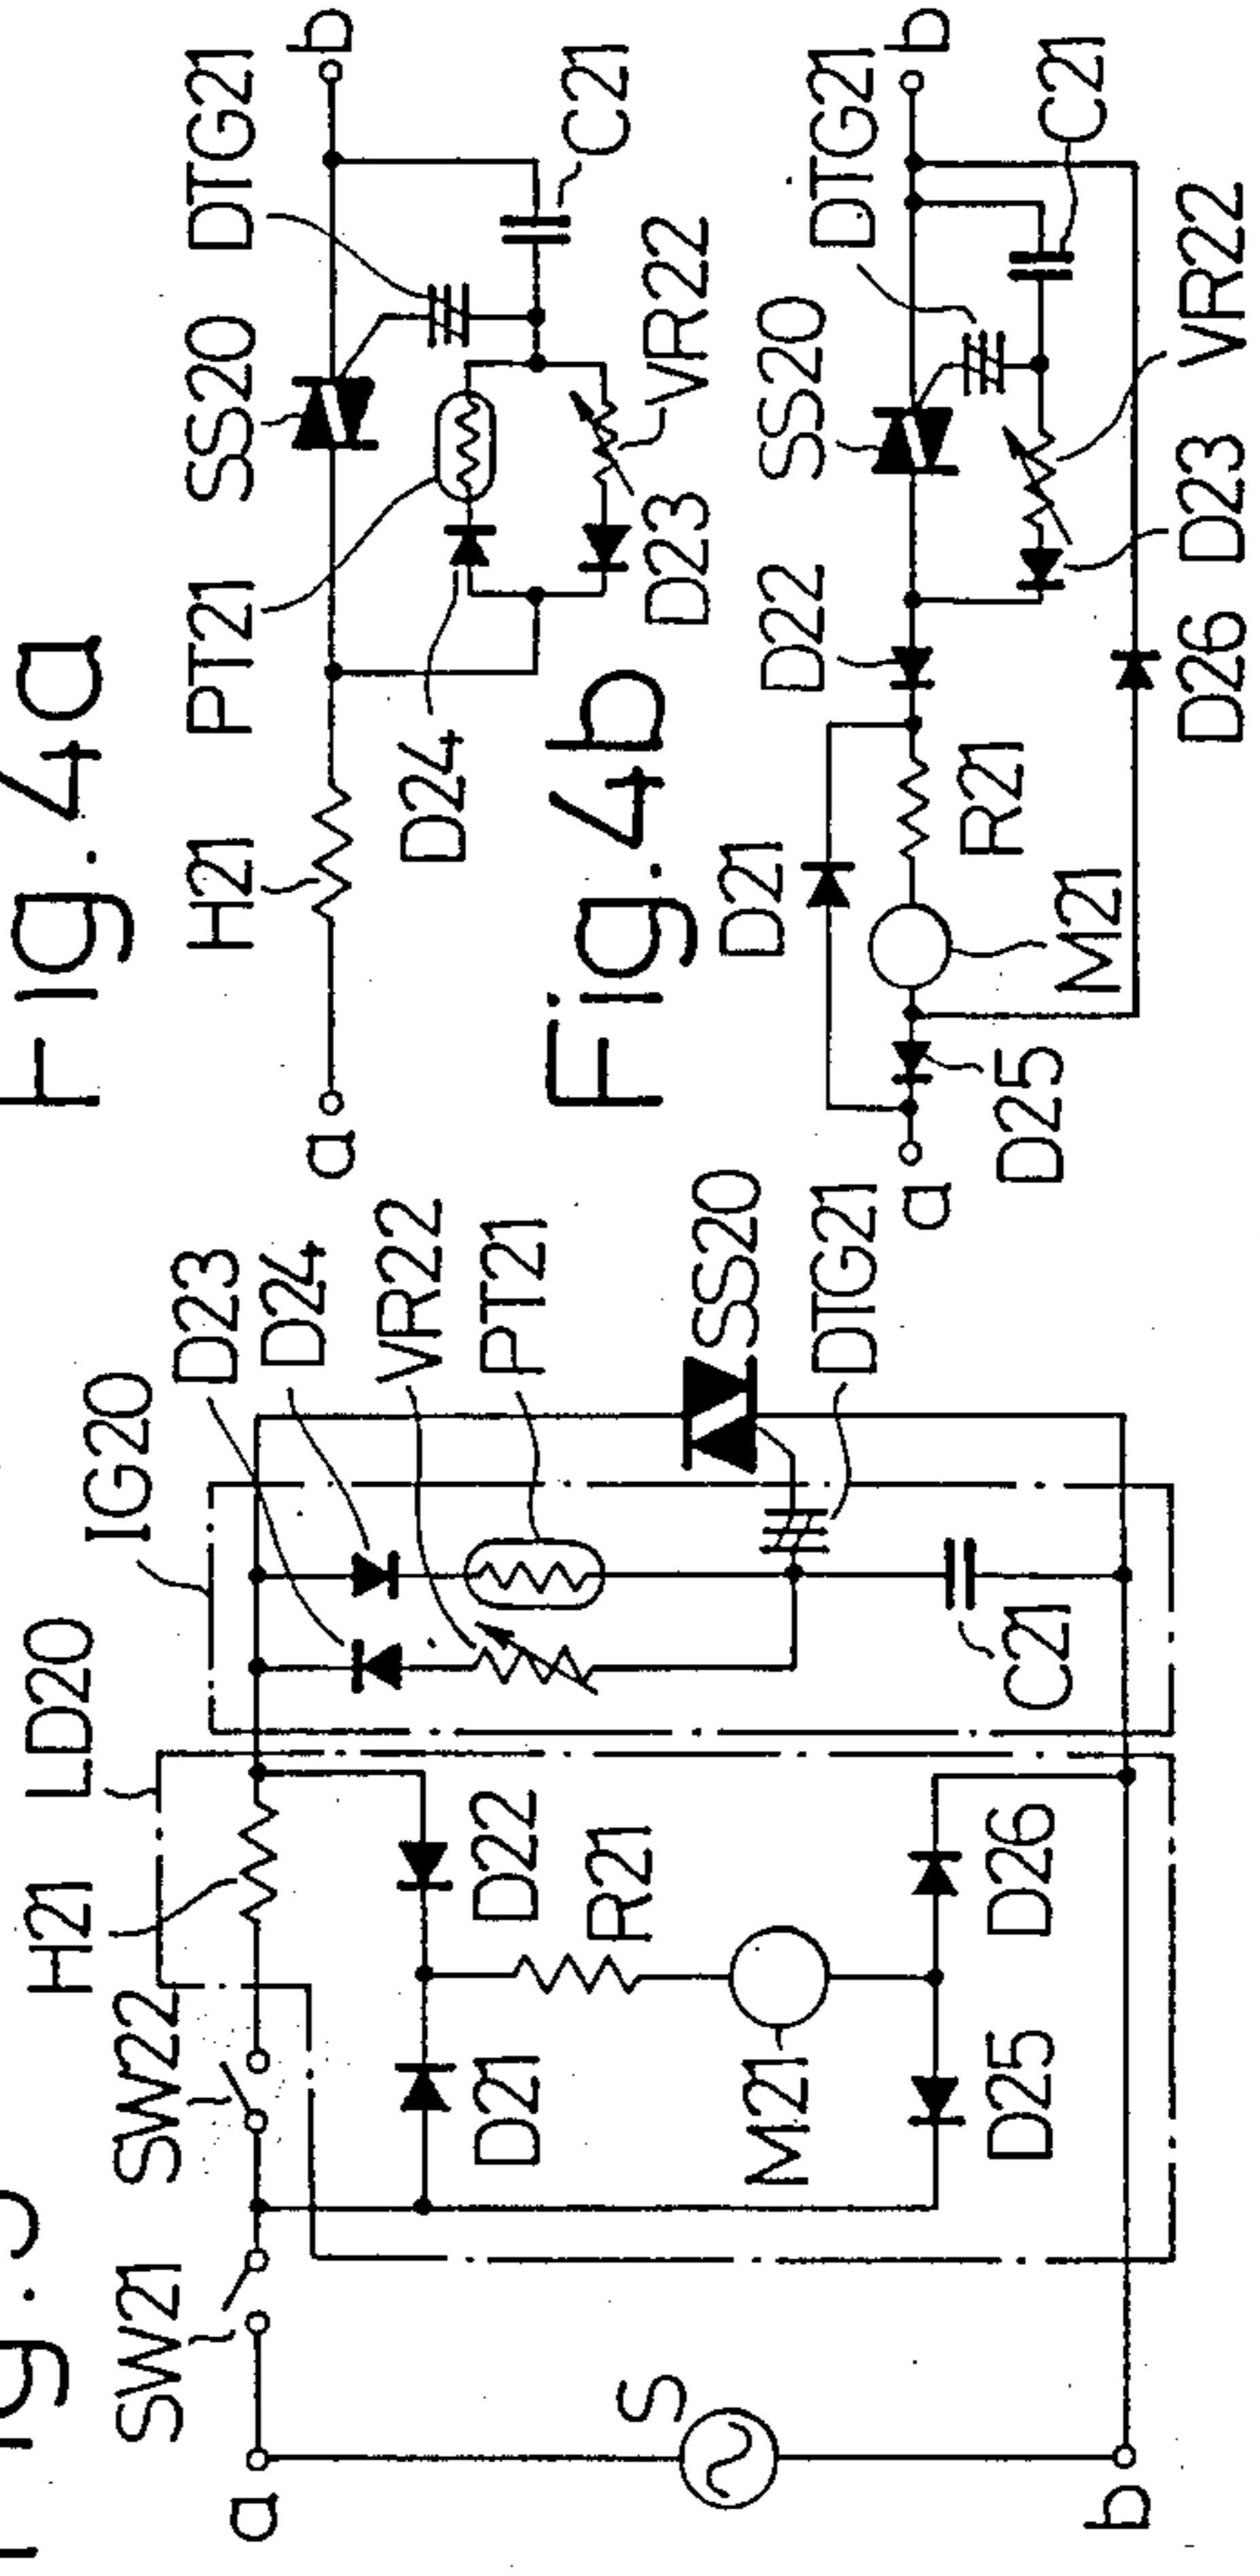 Fig. 3
SW21
SW22
H21
LD20
IG20
D23
D24
VR22
PT21
SS20
DTG21
C21
D21
D22
R21
M21
D25
D26
a
S
b
Fig. 4a
a
H21
PT21
SS20
DTG21
b
D24
D23
VR22
C21
Fig. 4b
a
D21
D22
SS20
DTG21
b
D25
M21
R21
D26
D23
VR22
C21